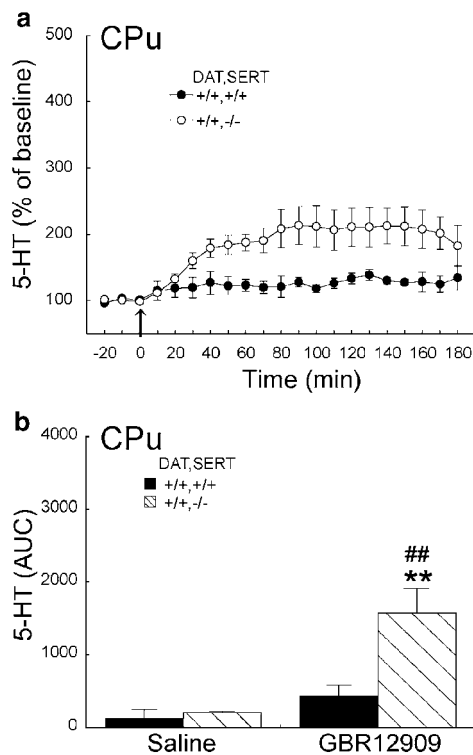 a
CPu
500
400
300
200
100
5-HT (% of baseline)
DAT,SERT
+/+,+/+
+/+,-/-
-20 0 20 40 60 80 100 120 140 160 180
Time (min)
b
CPu
4000
3000
2000
1000
0
5-HT (AUC)
DAT,SERT
+/+,+/+
+/+,-/-
##
**
Saline GBR12909